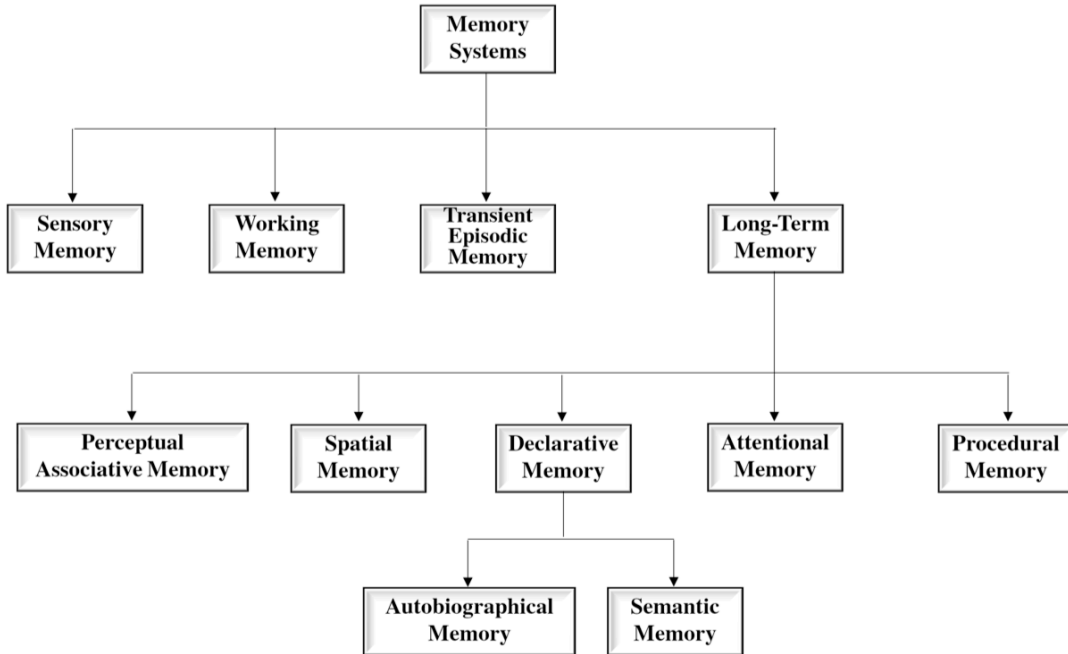 Memory
Systems
Sensory
Memory
Working
Memory
Transient
Episodic
Memory
Long-Term
Memory
Perceptual
Associative Memory
Spatial
Memory
Declarative
Memory
Attentional
Memory
Procedural
Memory
Autobiographical
Memory
Semantic
Memory